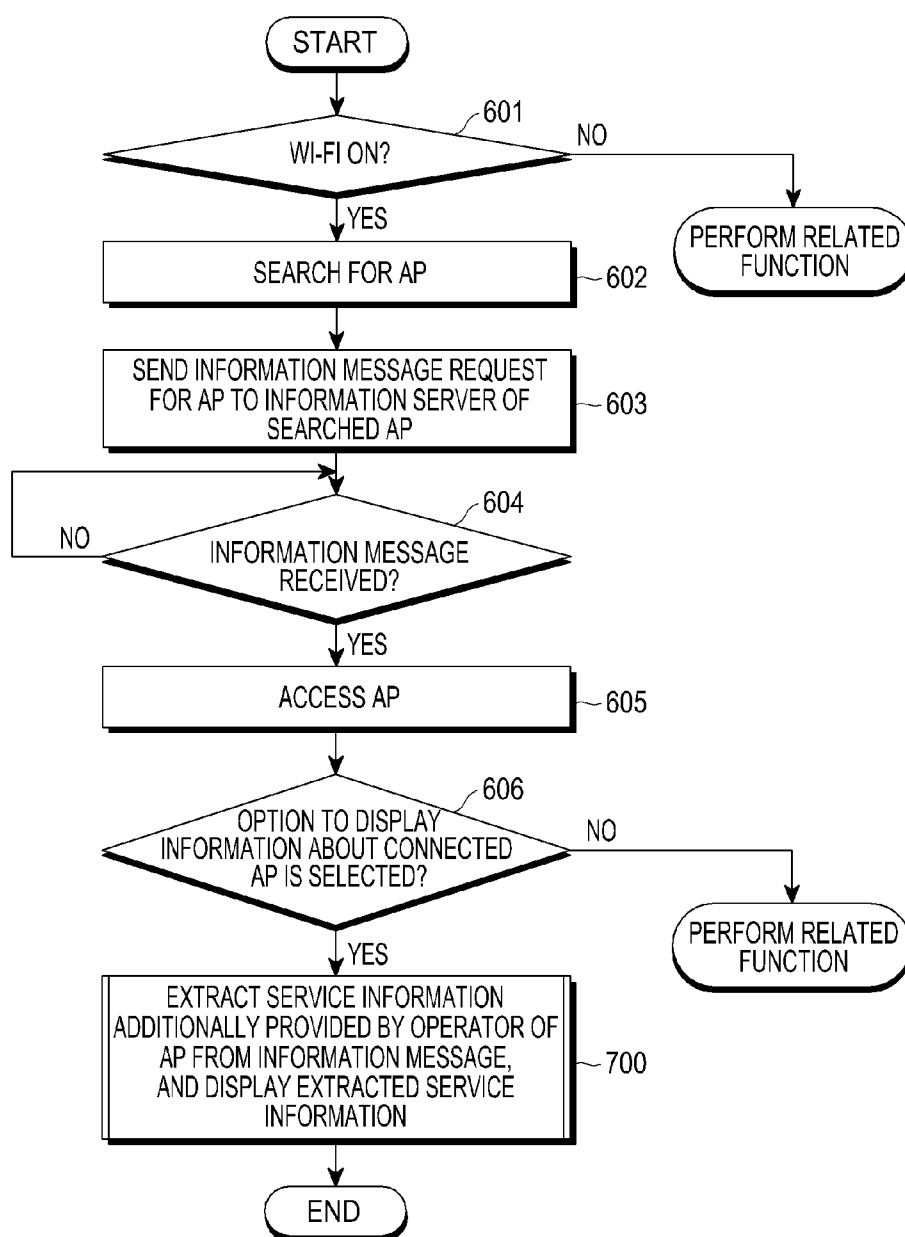 START
601
WI-FI ON?
NO
YES
PERFORM RELATED
FUNCTION
SEARCH FOR AP
602
SEND INFORMATION MESSAGE REQUEST
FOR AP TO INFORMATION SERVER OF
SEARCHED AP
603
604
NO
INFORMATION MESSAGE
RECEIVED?
YES
ACCESS AP
605
606
OPTION TO DISPLAY
INFORMATION ABOUT CONNECTED
AP IS SELECTED?
NO
YES
PERFORM RELATED
FUNCTION
EXTRACT SERVICE INFORMATION
ADDITIONALLY PROVIDED BY OPERATOR OF
AP FROM INFORMATION MESSAGE,
AND DISPLAY EXTRACTED SERVICE
INFORMATION
700
END